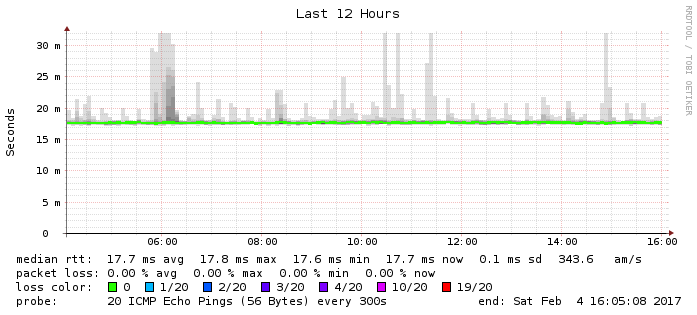 Last 12 Hours
RRDTOOL / TOBI OETIKER
Seconds
30 m
25 m
20 m
15 m
10 m
5 m
0
06:00 08:00 10:00 12:00 14:00 16:00
median rtt: 17.7 ms avg 17.8 ms max 17.6 ms min 17.7 ms now 0.1 ms sd 343.6 am/s
packet loss: 0.00 % avg 0.00 % max 0.00 % min 0.00 % now
loss color: 0 1/20 2/20 3/20 4/20 10/20 19/20
probe: 20 ICMP Echo Pings (56 Bytes) every 300s end: Sat Feb 4 16:05:08 2017